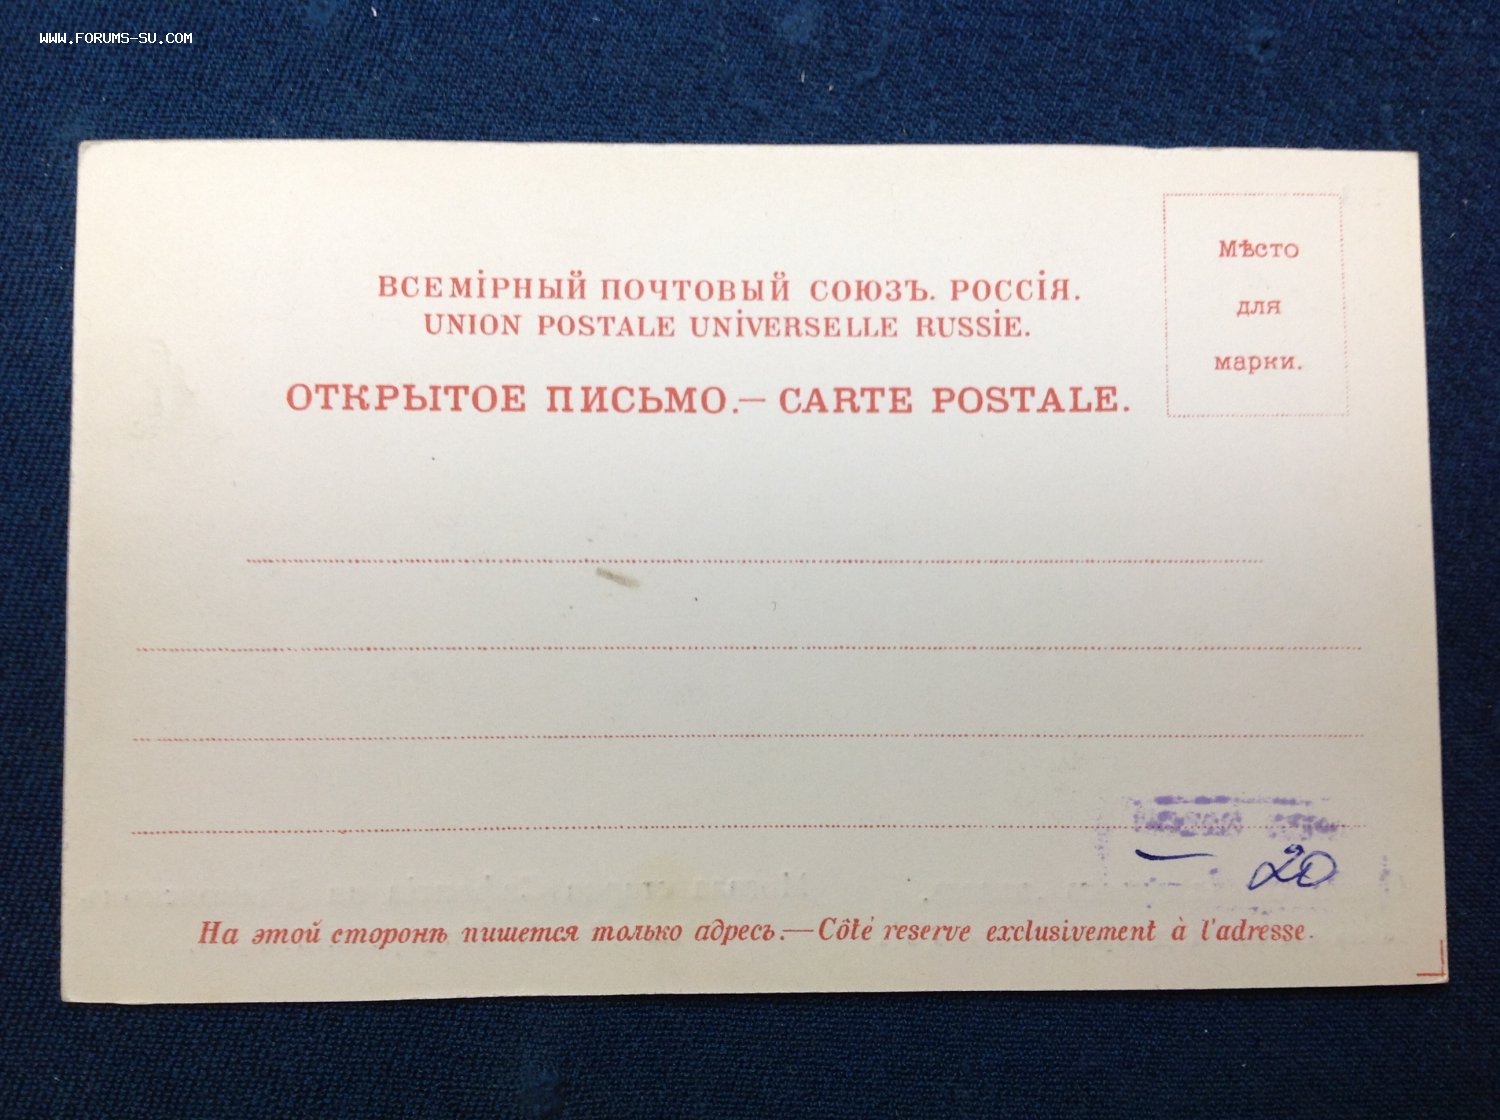 WWW.FORUMS-SU.COM
Мѣсто
для
марки.
ВСЕМіРНЫЙ ПОЧТОВЫЙ СОЮЗЪ. РОССіЯ.
UNION POSTALE UNiVERSELLE RUSSiE.
ОТКРЫТОЕ ПИСЬМО.— CARTE POSTALE.
— 20
На этой сторонѣ пишется только адресъ.—Côté reserve exclusivement à l'adresse.